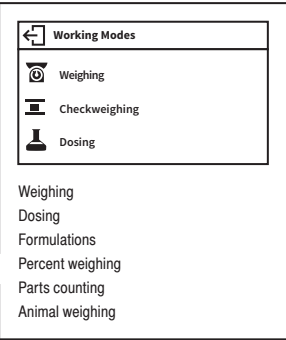 Working Modes
Weighing
Checkweighing
Dosing
Weighing
Dosing
Formulations
Percent weighing
Parts counting
Animal weighing